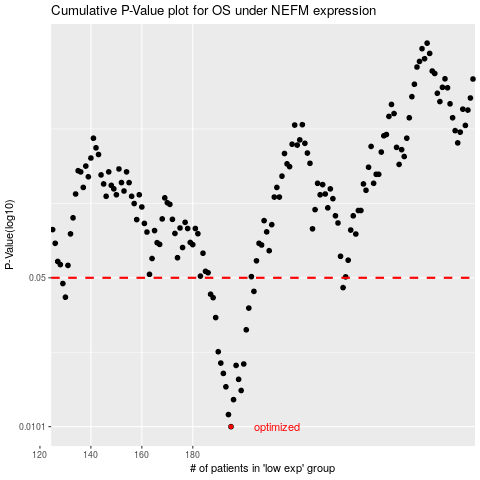 Cumulative P-Value plot for OS under NEFM expression
P-Value(log10)
0.05
0.0101
optimized
120 140 160 180
# of patients in 'low exp' group